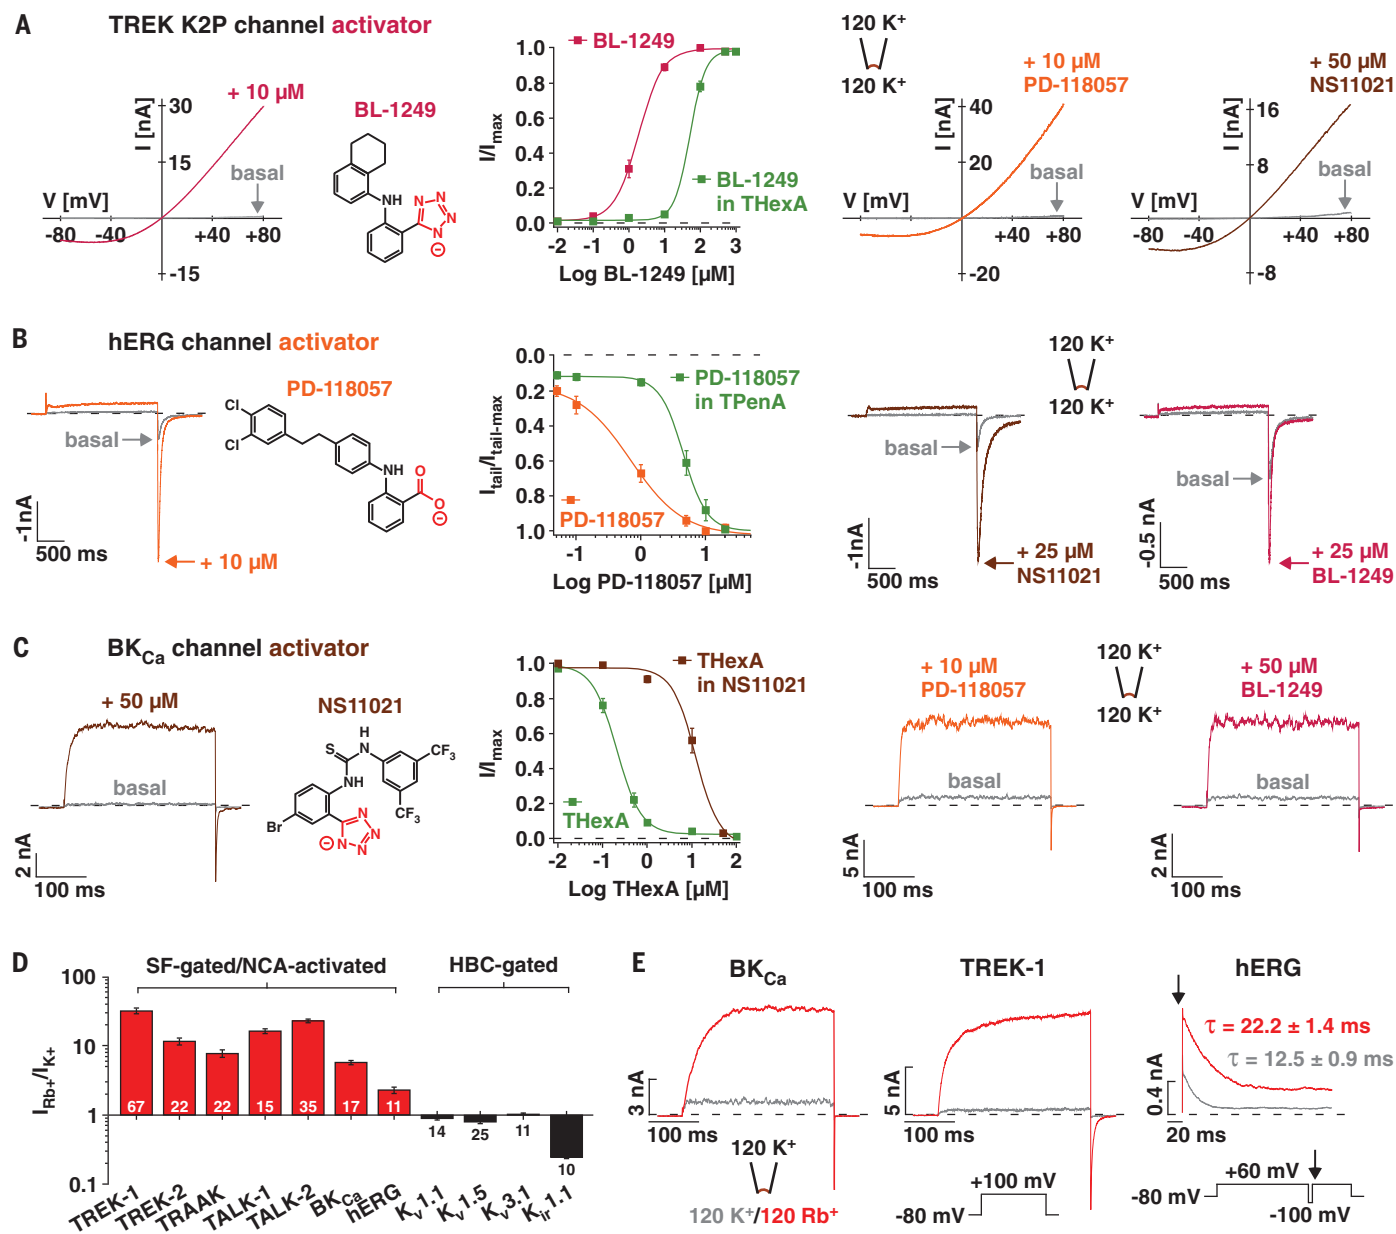 A
TREK K2P channel activator
+ 10 µM
I [nA]
30
15
-15
V [mV]
-80
-40
+40
+80
basal
BL-1249
NH
N
N
N
N
⊖
BL-1249
BL-1249
in THexA
I/Imax
1.0
0.8
0.6
0.4
0.2
0.0
-2
-1
0
1
2
3
Log BL-1249 [µM]
120 K+
120 K+
+ 10 µM
PD-118057
I [nA]
40
20
-20
V [mV]
-80
-40
+40
+80
basal
+ 50 µM
NS11021
I [nA]
16
8
-8
V [mV]
-80
-40
+40
+80
basal
B
hERG channel activator
PD-118057
basal
-1nA
500 ms
+ 10 µM
Cl
Cl
NH
O
O
⊖
PD-118057
in TPenA
PD-118057
Itail/Itail-max
0.0
0.2
0.4
0.6
0.8
1.0
-1
0
1
Log PD-118057 [µM]
120 K+
120 K+
basal
-1nA
500 ms
+ 25 µM
NS11021
basal
-0.5 nA
500 ms
+ 25 µM
BL-1249
C
BKCa channel activator
+ 50 µM
basal
2 nA
100 ms
NS11021
H
N
S
NH
CF3
CF3
Br
N
N
N
N
⊖
THexA
in NS11021
THexA
I/Imax
1.0
0.8
0.6
0.4
0.2
0.0
-2
-1
0
1
2
Log THexA [µM]
+ 10 µM
PD-118057
basal
5 nA
100 ms
120 K+
120 K+
+ 50 µM
BL-1249
basal
2 nA
100 ms
D
SF-gated/NCA-activated
HBC-gated
IRb+/IK+
100
10
1
0.1
67
22
22
15
35
17
11
14
25
11
10
TREK-1
TREK-2
TRAAK
TALK-1
TALK-2
BKCa
hERG
Kv1.1
Kv1.5
Kv3.1
Kir1.1
E
BKCa
3 nA
100 ms
120 K+
120 K+/120 Rb+
TREK-1
5 nA
100 ms
+100 mV
-80 mV
hERG
τ = 22.2 ± 1.4 ms
τ = 12.5 ± 0.9 ms
0.4 nA
20 ms
+60 mV
-80 mV
-100 mV